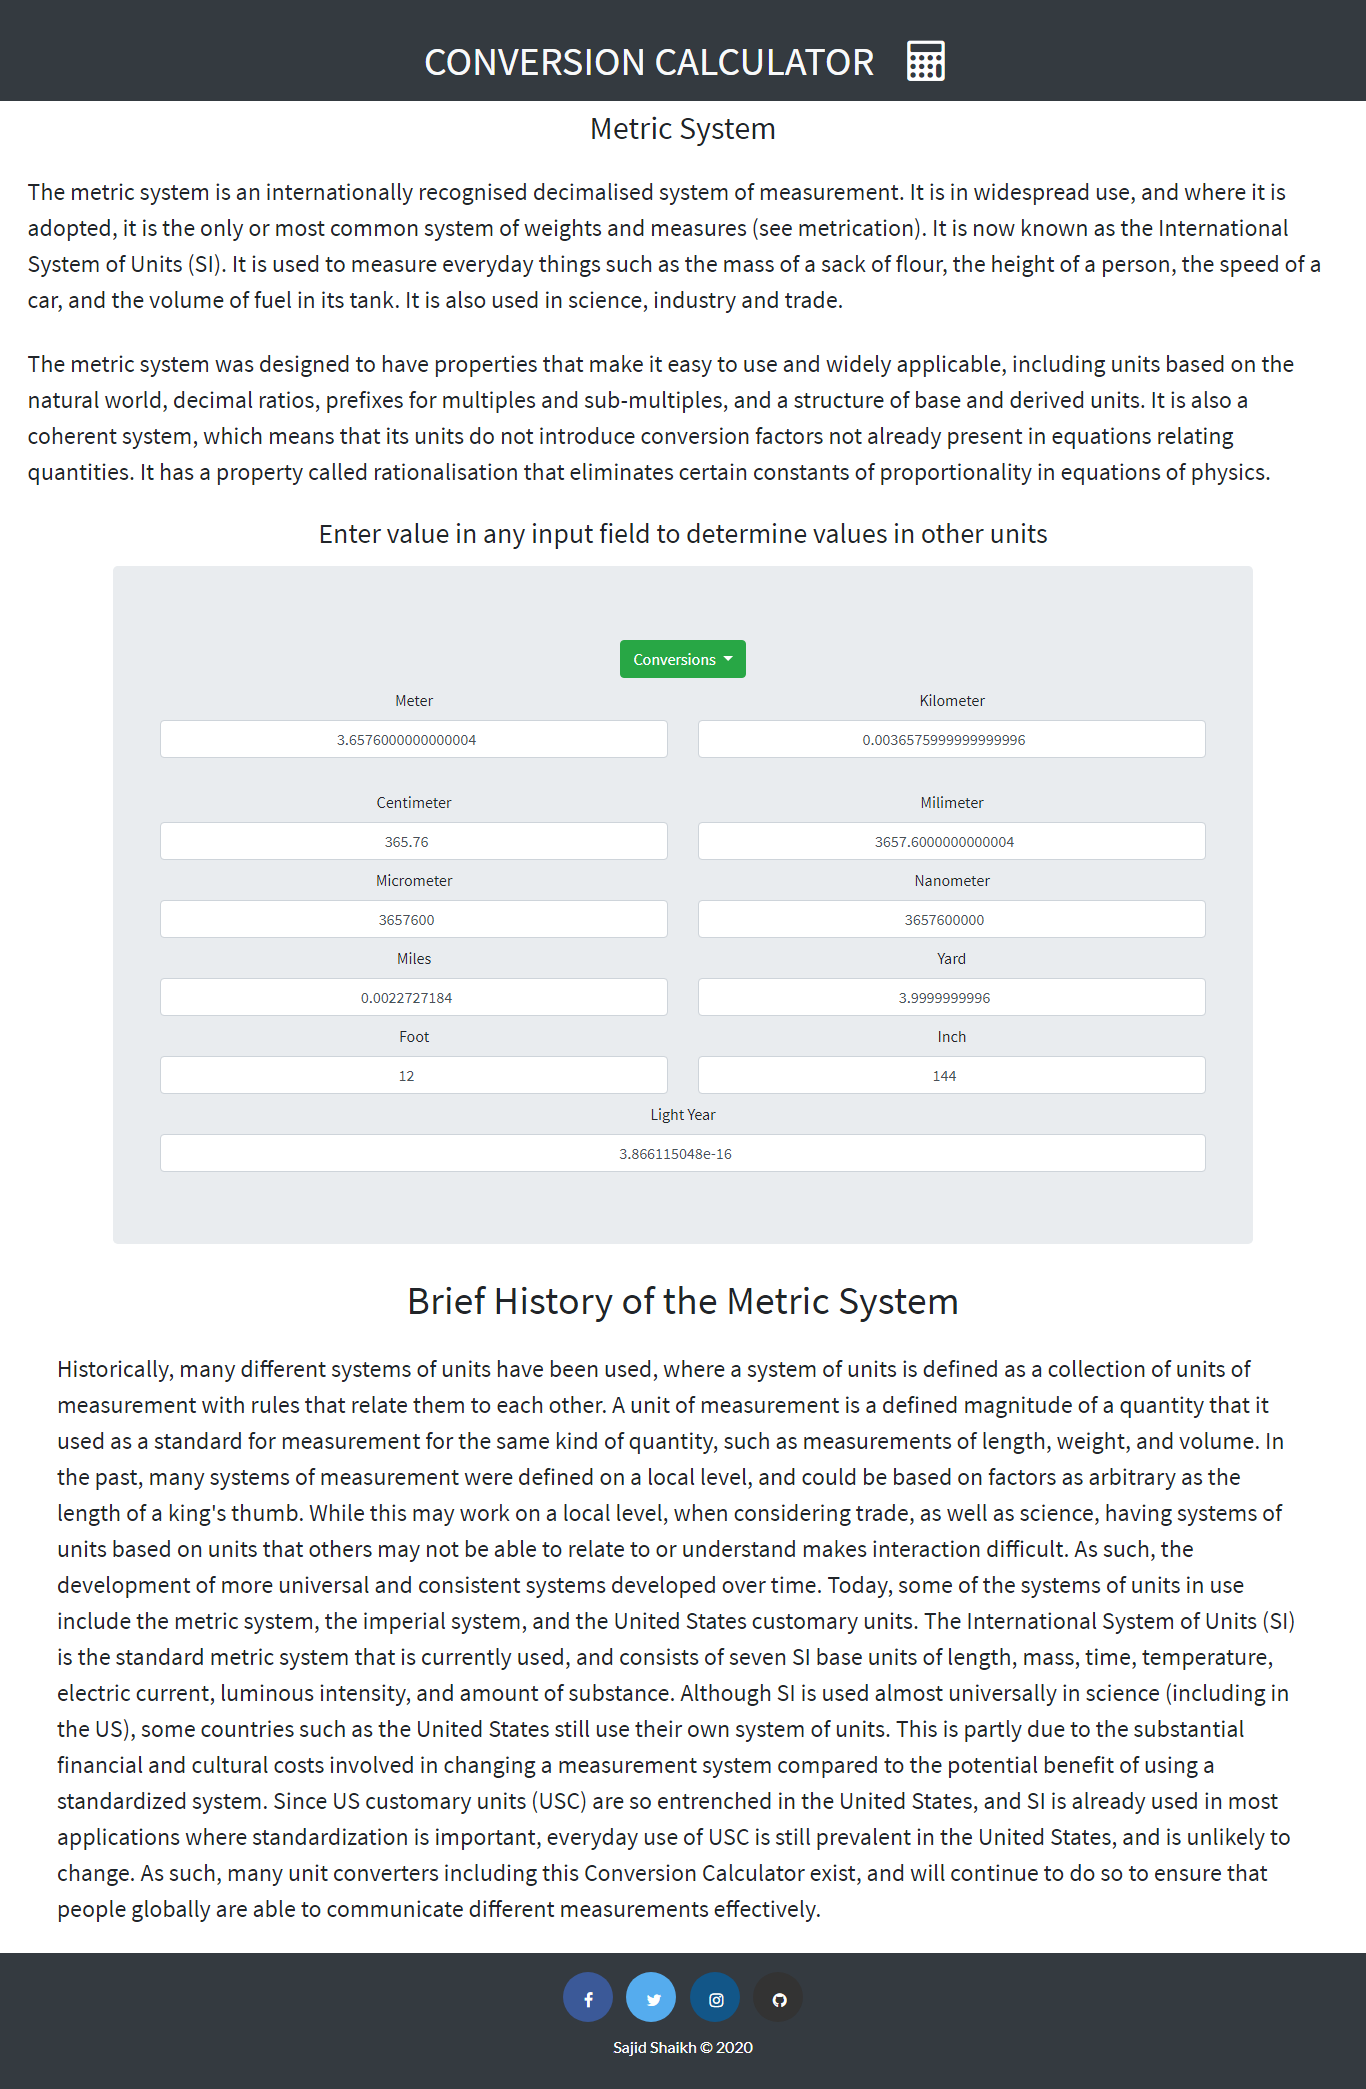 CONVERSION CALCULATOR
Metric System
The metric system is an internationally recognised decimalised system of measurement. It is in widespread use, and where it is
adopted, it is the only or most common system of weights and measures (see metrication). It is now known as the International
System of Units (SI). It is used to measure everyday things such as the mass of a sack of flour, the height of a person, the speed of a
car, and the volume of fuel in its tank. It is also used in science, industry and trade.
The metric system was designed to have properties that make it easy to use and widely applicable, including units based on the
natural world, decimal ratios, prefixes for multiples and sub-multiples, and a structure of base and derived units. It is also a
coherent system, which means that its units do not introduce conversion factors not already present in equations relating
quantities. It has a property called rationalisation that eliminates certain constants of proportionality in equations of physics.
Enter value in any input field to determine values in other units
Conversions
Meter Kilometer
3.6576000000000004 0.0036575999999999996
Centimeter Milimeter
365.76 3657.6000000000004
Micrometer Nanometer
3657600 3657600000
Miles Yard
0.0022727184 3.9999999996
Foot Inch
12 144
Light Year
3.866115048e-16
Brief History of the Metric System
Historically, many different systems of units have been used, where a system of units is defined as a collection of units of
measurement with rules that relate them to each other. A unit of measurement is a defined magnitude of a quantity that it
used as a standard for measurement for the same kind of quantity, such as measurements of length, weight, and volume. In
the past, many systems of measurement were defined on a local level, and could be based on factors as arbitrary as the
length of a king's thumb. While this may work on a local level, when considering trade, as well as science, having systems of
units based on units that others may not be able to relate to or understand makes interaction difficult. As such, the
development of more universal and consistent systems developed over time. Today, some of the systems of units in use
include the metric system, the imperial system, and the United States customary units. The International System of Units (SI)
is the standard metric system that is currently used, and consists of seven SI base units of length, mass, time, temperature,
electric current, luminous intensity, and amount of substance. Although SI is used almost universally in science (including in
the US), some countries such as the United States still use their own system of units. This is partly due to the substantial
financial and cultural costs involved in changing a measurement system compared to the potential benefit of using a
standardized system. Since US customary units (USC) are so entrenched in the United States, and SI is already used in most
applications where standardization is important, everyday use of USC is still prevalent in the United States, and is unlikely to
change. As such, many unit converters including this Conversion Calculator exist, and will continue to do so to ensure that
people globally are able to communicate different measurements effectively.
Sajid Shaikh © 2020